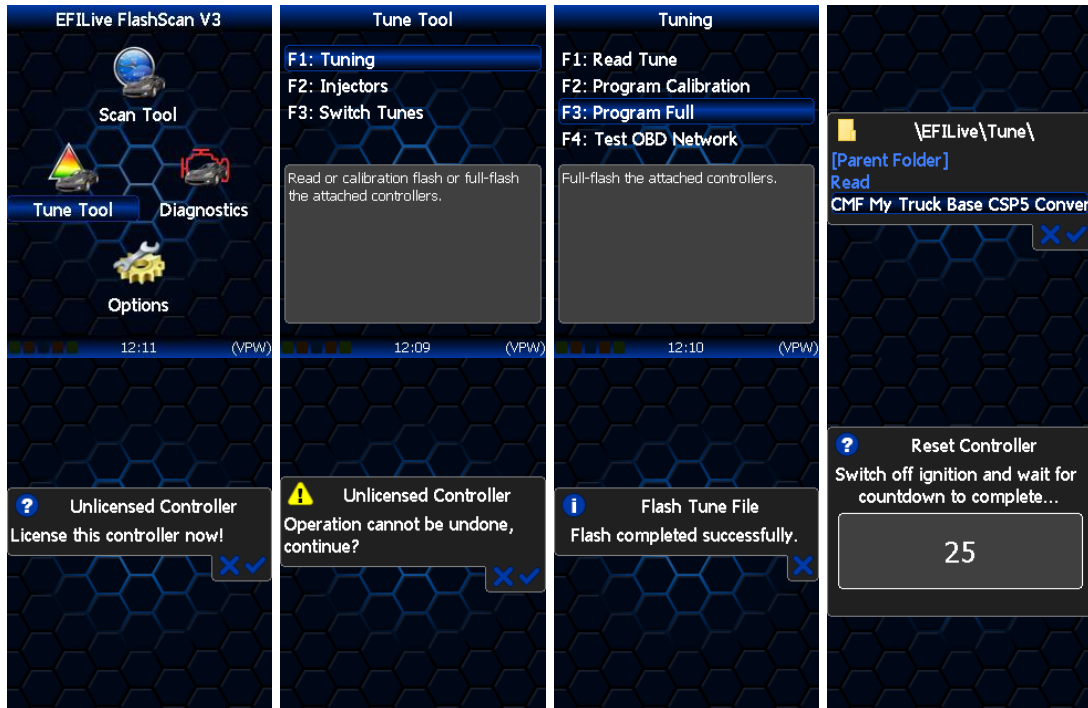 EFILive FlashScan V3
Scan Tool
Tune Tool
Diagnostics
Options
12:11
(VPW)
Tune Tool
F1: Tuning
F2: Injectors
F3: Switch Tunes
Read or calibration flash or full-flash
the attached controllers.
12:09
(VPW)
Tuning
F1: Read Tune
F2: Program Calibration
F3: Program Full
F4: Test OBD Network
Full-flash the attached controllers.
12:10
(VPW)
\EFILive\Tune\
[Parent Folder]
Read
CMF My Truck Base CSP5 Conver
Unlicensed Controller
License this controller now!
Unlicensed Controller
Operation cannot be undone,
continue?
Flash Tune File
Flash completed successfully.
Reset Controller
Switch off ignition and wait for
countdown to complete...
25